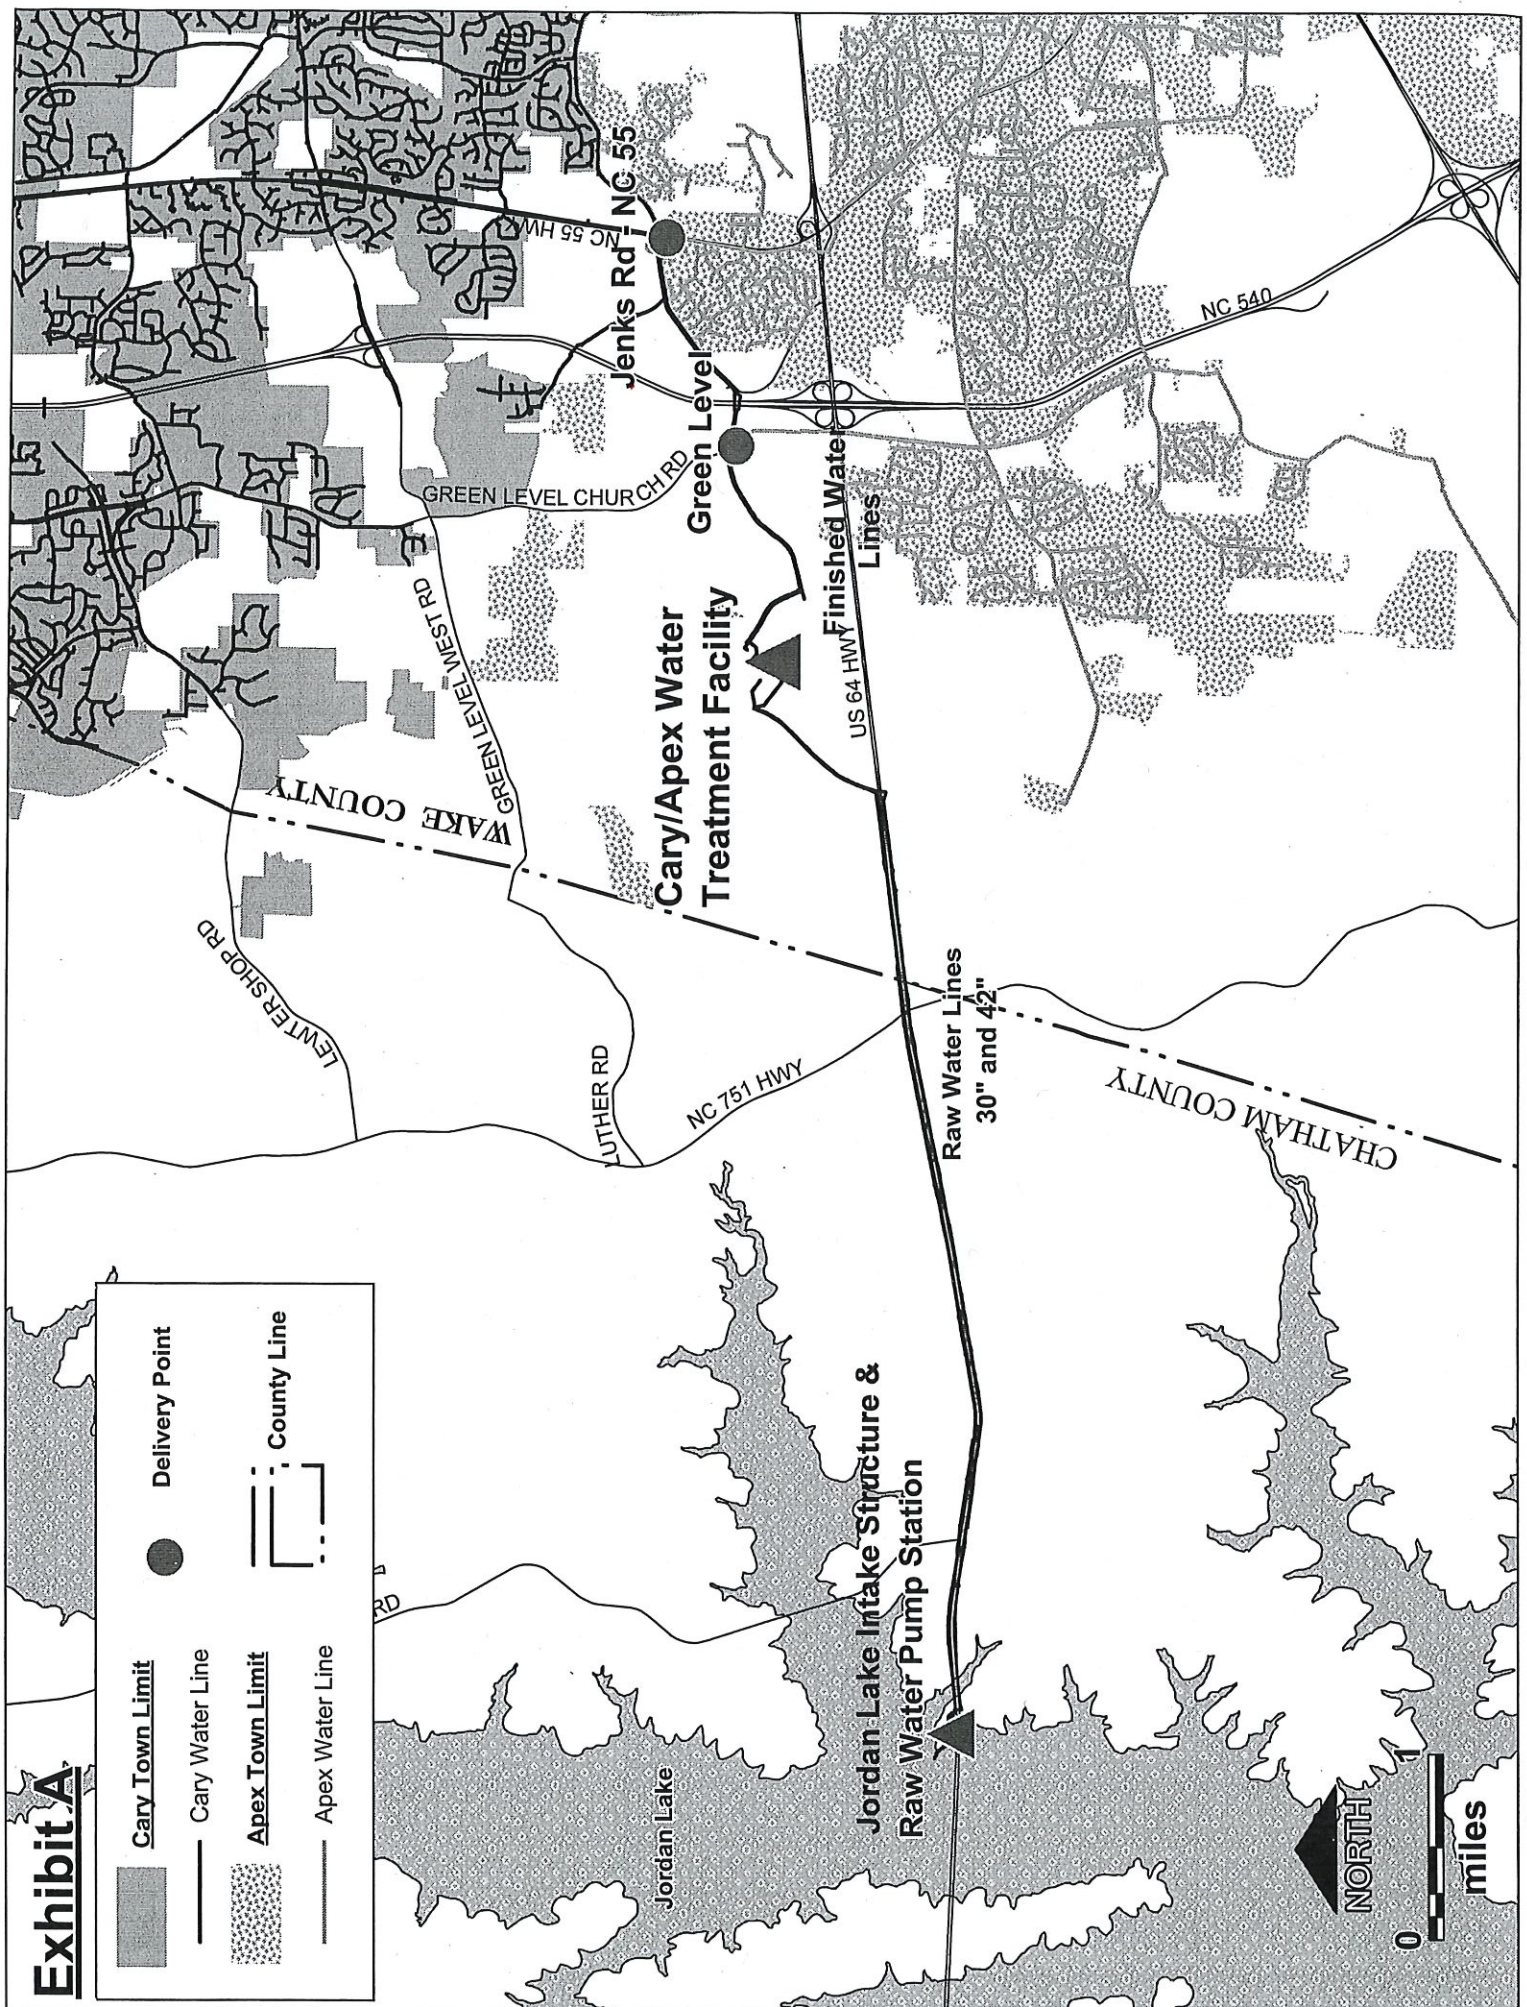 Exhibit A
Cary Town Limit
Cary Water Line
Apex Town Limit
Apex Water Line
Delivery Point
County Line
LEWTER SHOP RD
WAKE COUNTY
GREEN LEVEL WEST RD
GREEN LEVEL CHURCH RD
NC 55 HWY
Jenks Rd - NC 55
Green Level
Cary/Apex Water
Treatment Facility
Finished Water
Lines
US 64 HWY
NC 540
LUTHER RD
NC 751 HWY
RD
Raw Water Lines
30" and 42"
CHATHAM COUNTY
Jordan Lake
Jordan Lake Intake Structure &
Raw Water Pump Station
NORTH
0 1
miles